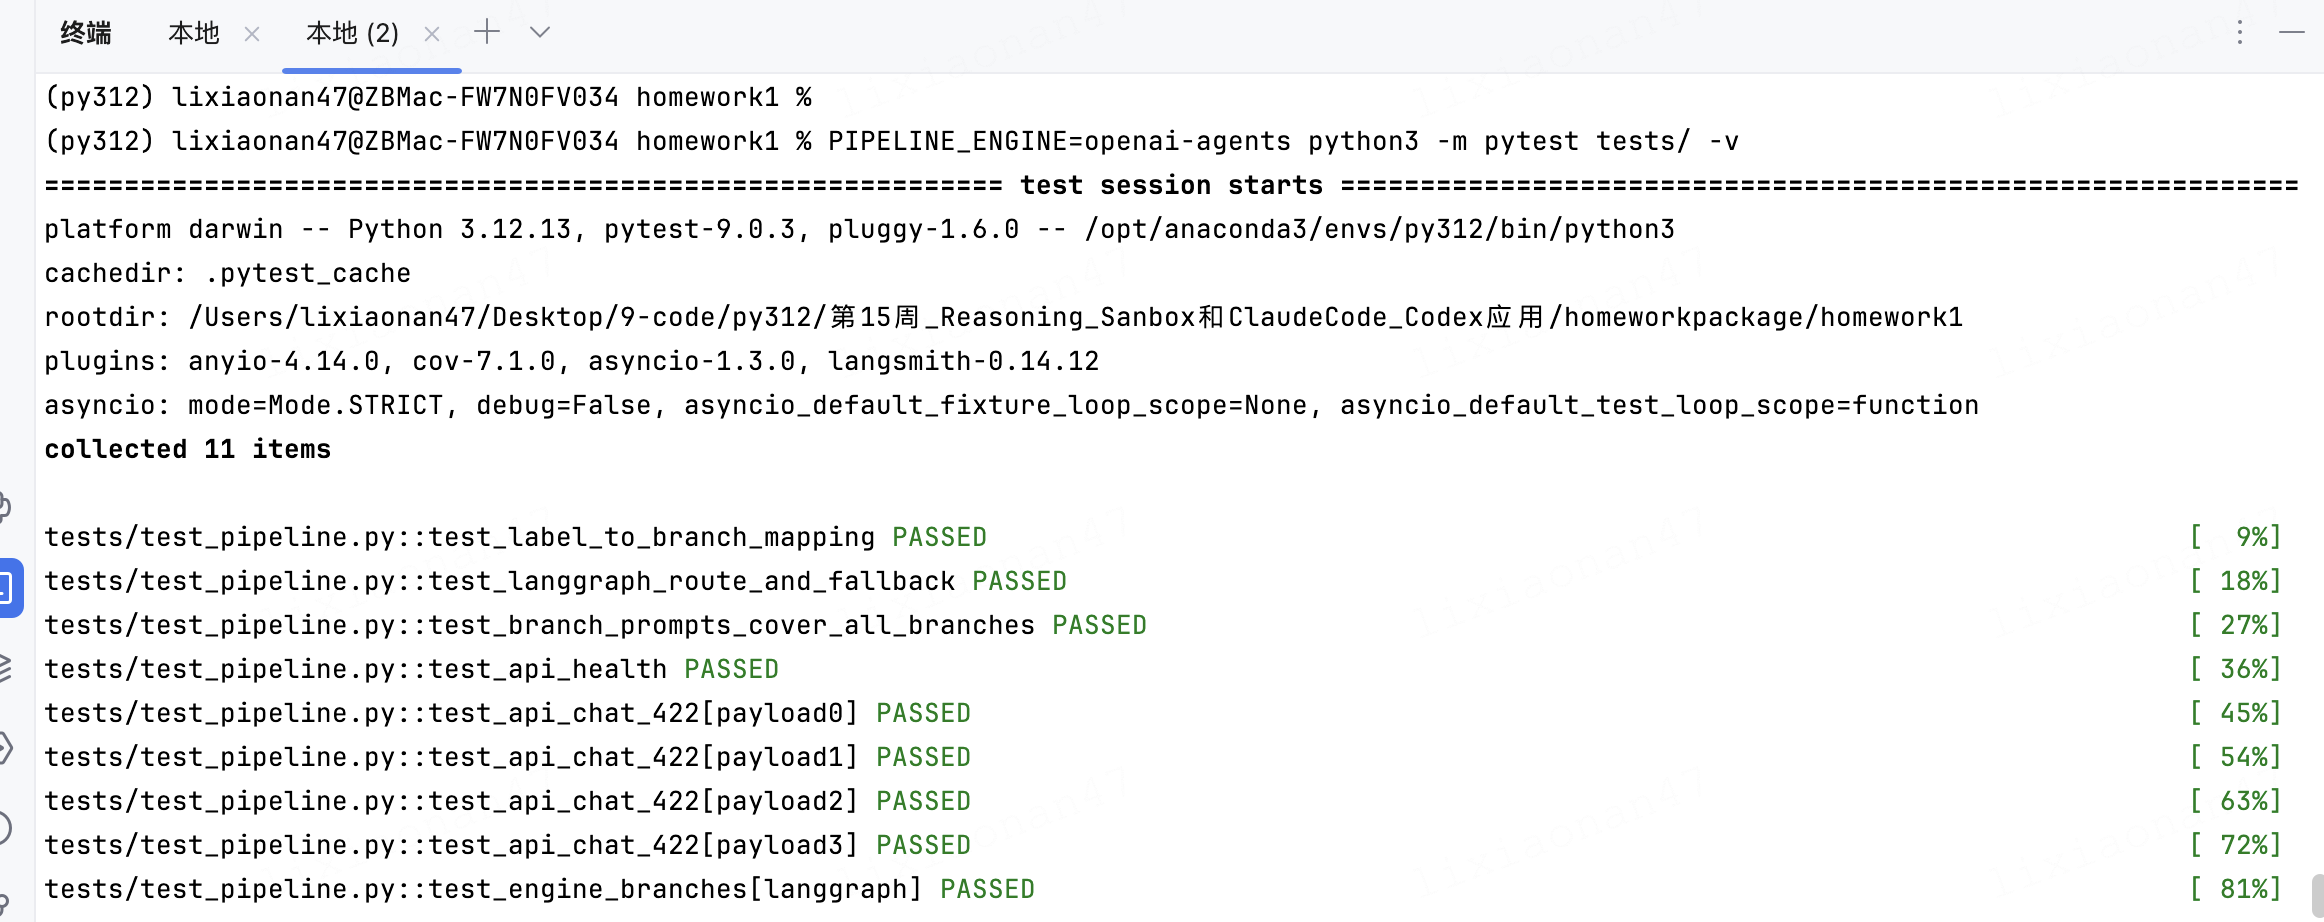 终端 本地 × 本地 (2) ×
(py312) lixiaonan47@ZBMac-FW7N0FV034 homework1 %
(py312) lixiaonan47@ZBMac-FW7N0FV034 homework1 % PIPELINE_ENGINE=openai-agents python3 -m pytest tests/ -v
============================================================ test session starts ============================================================
platform darwin -- Python 3.12.13, pytest-9.0.3, pluggy-1.6.0 -- /opt/anaconda3/envs/py312/bin/python3
cachedir: .pytest_cache
rootdir: /Users/lixiaonan47/Desktop/9-code/py312/第15周_Reasoning_Sanbox和ClaudeCode_Codex应用/homeworkpackage/homework1
plugins: anyio-4.14.0, cov-7.1.0, asyncio-1.3.0, langsmith-0.14.12
asyncio: mode=Mode.STRICT, debug=False, asyncio_default_fixture_loop_scope=None, asyncio_default_test_loop_scope=function
collected 11 items
tests/test_pipeline.py::test_label_to_branch_mapping PASSED [  9%]
tests/test_pipeline.py::test_langgraph_route_and_fallback PASSED [ 18%]
tests/test_pipeline.py::test_branch_prompts_cover_all_branches PASSED [ 27%]
tests/test_pipeline.py::test_api_health PASSED [ 36%]
tests/test_pipeline.py::test_api_chat_422[payload0] PASSED [ 45%]
tests/test_pipeline.py::test_api_chat_422[payload1] PASSED [ 54%]
tests/test_pipeline.py::test_api_chat_422[payload2] PASSED [ 63%]
tests/test_pipeline.py::test_api_chat_422[payload3] PASSED [ 72%]
tests/test_pipeline.py::test_engine_branches[langgraph] PASSED [ 81%]